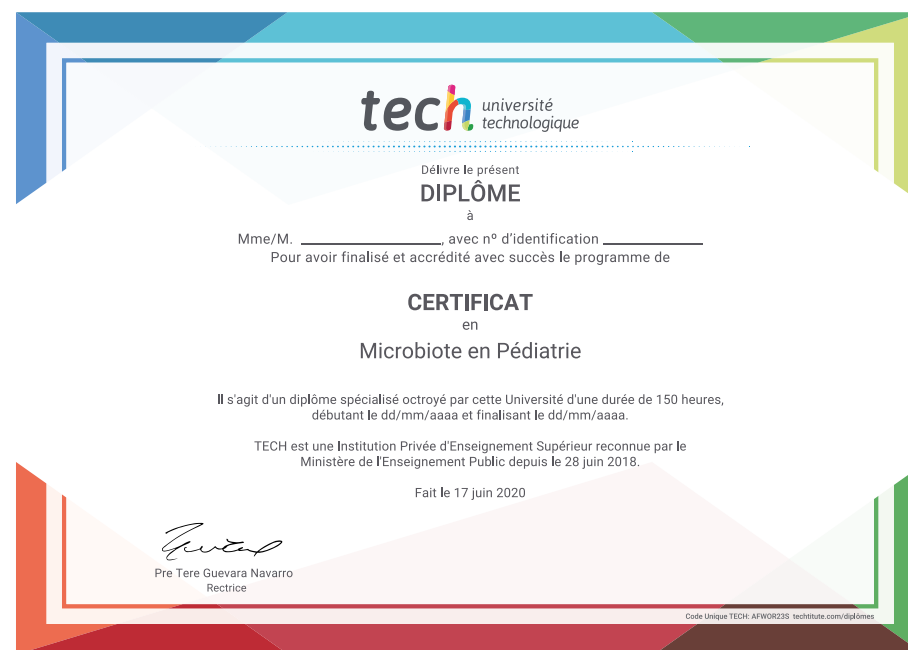 tech université
technologique
Délivre le présent
DIPLÔME
à
Mme/M. ____________________, avec nº d'identification ______________
Pour avoir finalisé et accrédité avec succès le programme de
CERTIFICAT
en
Microbiote en Pédiatrie
Il s'agit d'un diplôme spécialisé octroyé par cette Université d'une durée de 150 heures,
débutant le dd/mm/aaaa et finalisant le dd/mm/aaaa.
TECH est une Institution Privée d'Enseignement Supérieur reconnue par le
Ministère de l'Enseignement Public depuis le 28 juin 2018.
Fait le 17 juin 2020
Pre Tere Guevara Navarro
Rectrice
Code Unique TECH: AFWOR23S techtitute.com/diplômes